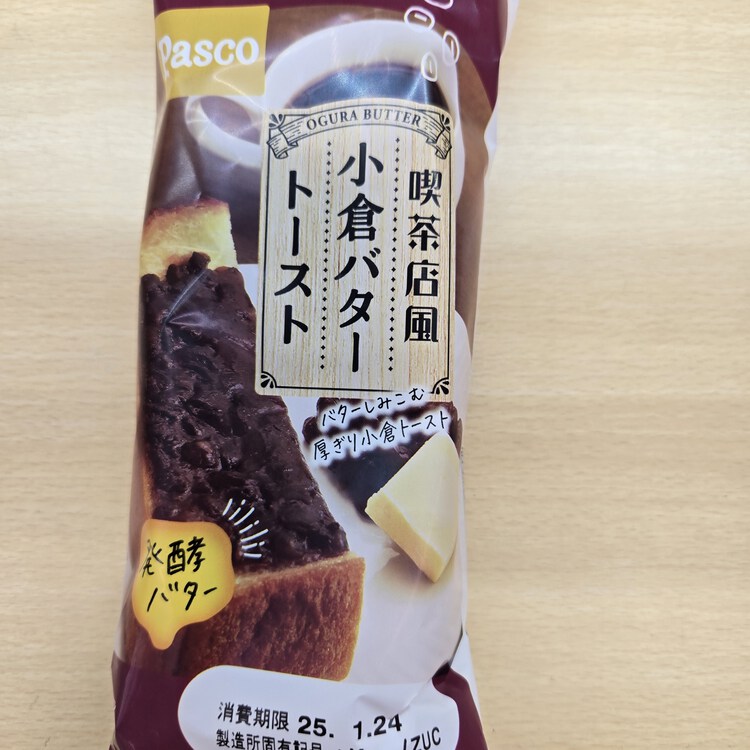 Pasco
OGURA BUTTER
喫茶店風
小倉バター
トースト
バターしみこむ
厚ぎり小倉トースト
発酵
バター
消費期限 25. 1.24
製造所固有記号
/ZUC